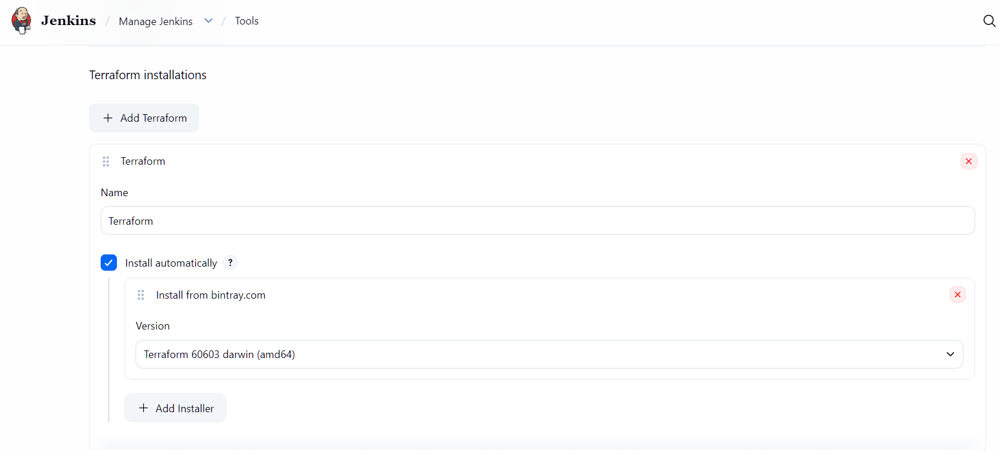 Jenkins / Manage Jenkins / Tools
Terraform installations
+ Add Terraform
Terraform
Name
Terraform
Install automatically ?
Install from bintray.com
Version
Terraform 60603 darwin (amd64)
+ Add Installer